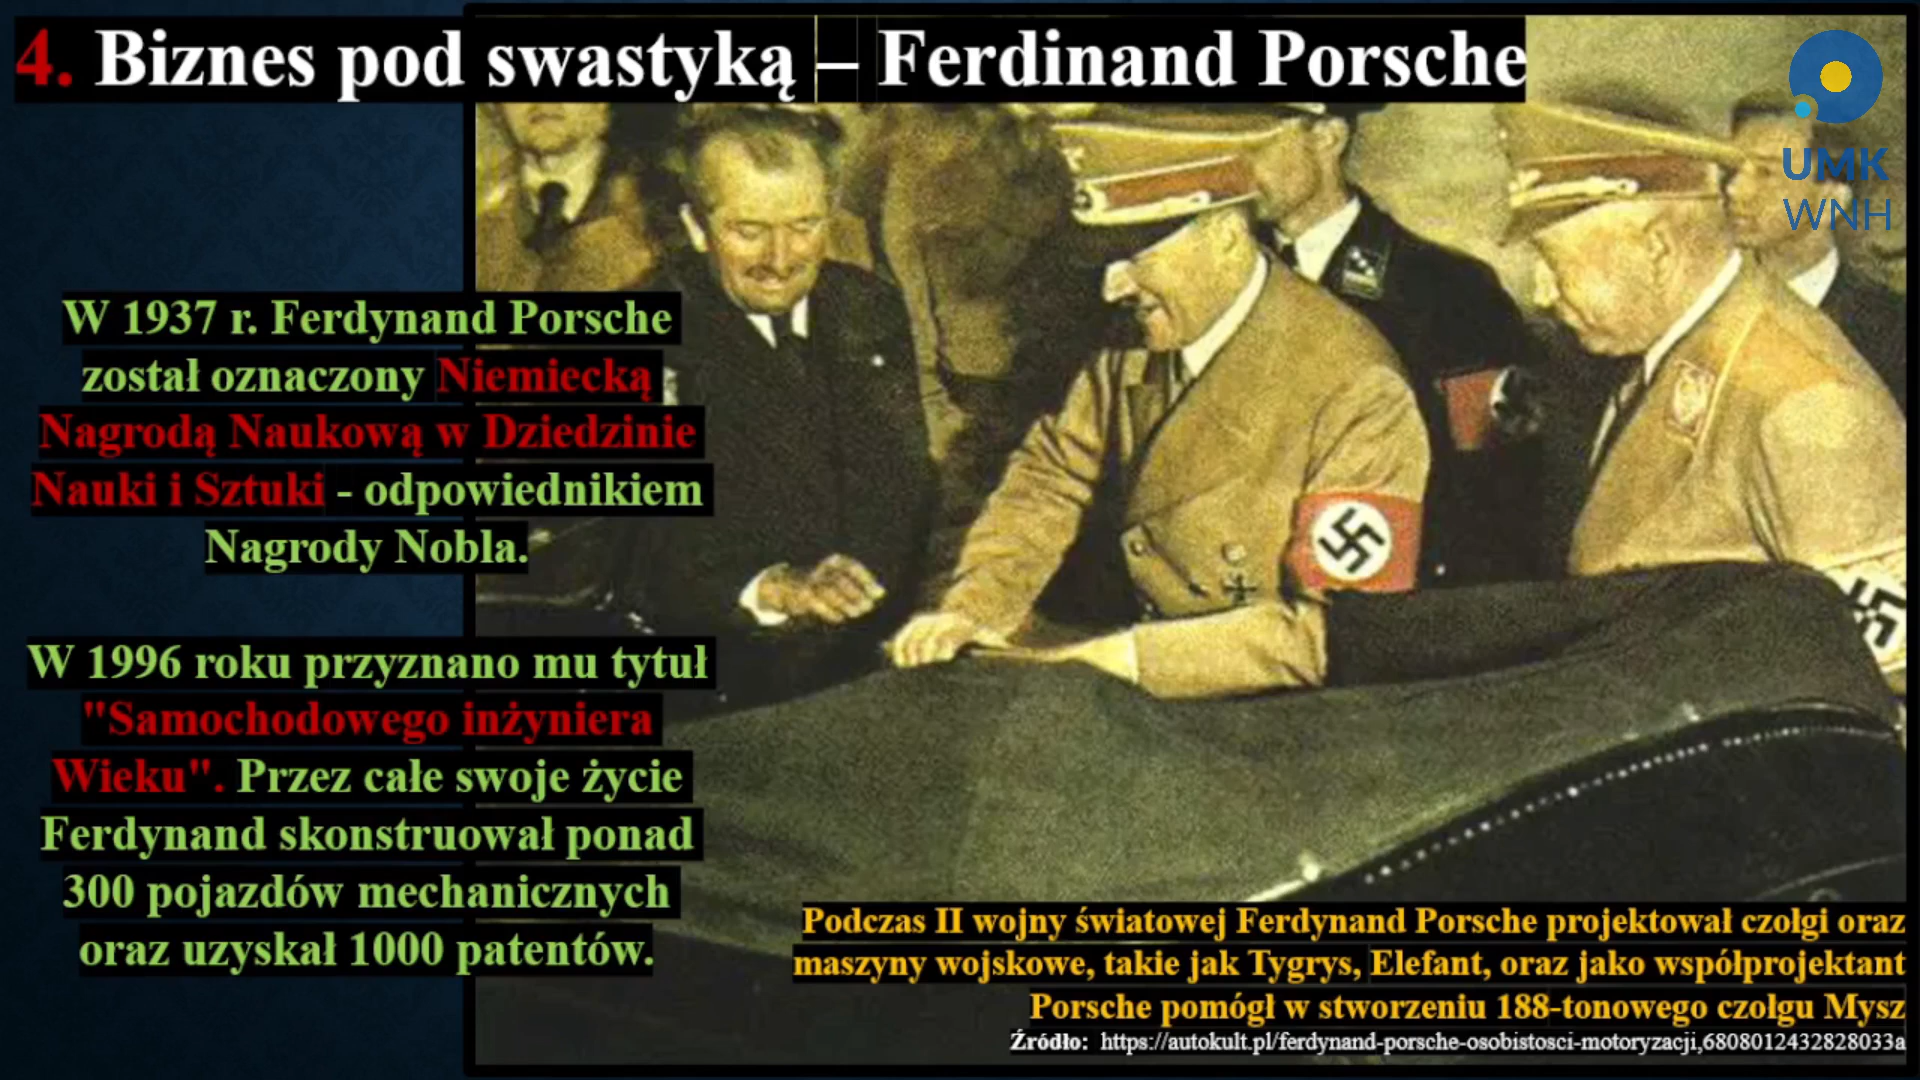 4. Biznes pod swastyką – Ferdinand Porsche
UMK
WNH
W 1937 r. Ferdynand Porsche
został oznaczony Niemiecką
Nagrodą Naukową w Dziedzinie
Nauki i Sztuki - odpowiednikiem
Nagrody Nobla.
W 1996 roku przyznano mu tytuł
"Samochodowego inżyniera
Wieku". Przez całe swoje życie
Ferdynand skonstruował ponad
300 pojazdów mechanicznych
oraz uzyskał 1000 patentów.
Podczas II wojny światowej Ferdynand Porsche projektował czołgi oraz
maszyny wojskowe, takie jak Tygrys, Elefant, oraz jako współprojektant
Porsche pomógł w stworzeniu 188-tonowego czołgu Mysz
Źródło: https://autokult.pl/ferdynand-porsche-osobistosci-motoryzacji,6808012432828033a